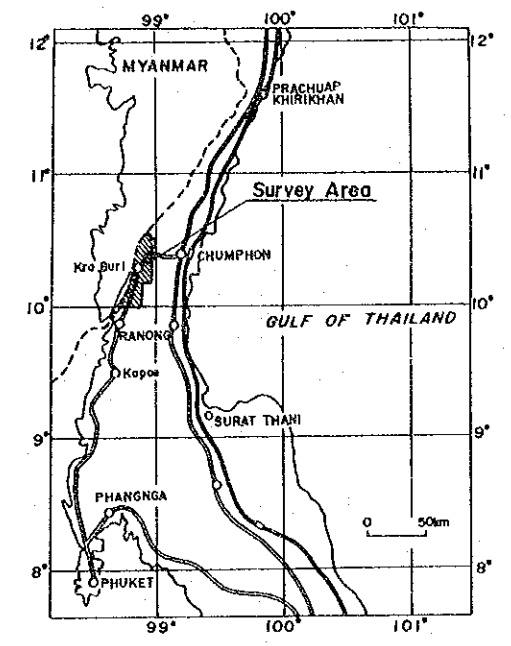 99° 100° 101°
12° 12°
MYANMAR
PRACHUAP
KHIRIKHAN
11° 11°
Survey Area
Kra Buri CHUMPHON
10° 10°
GULF OF THAILAND
RANONG
Kapoe
SURAT THANI
9° 9°
PHANGNGA
0 50km
8° 8°
PHUKET
99° 100° 101°